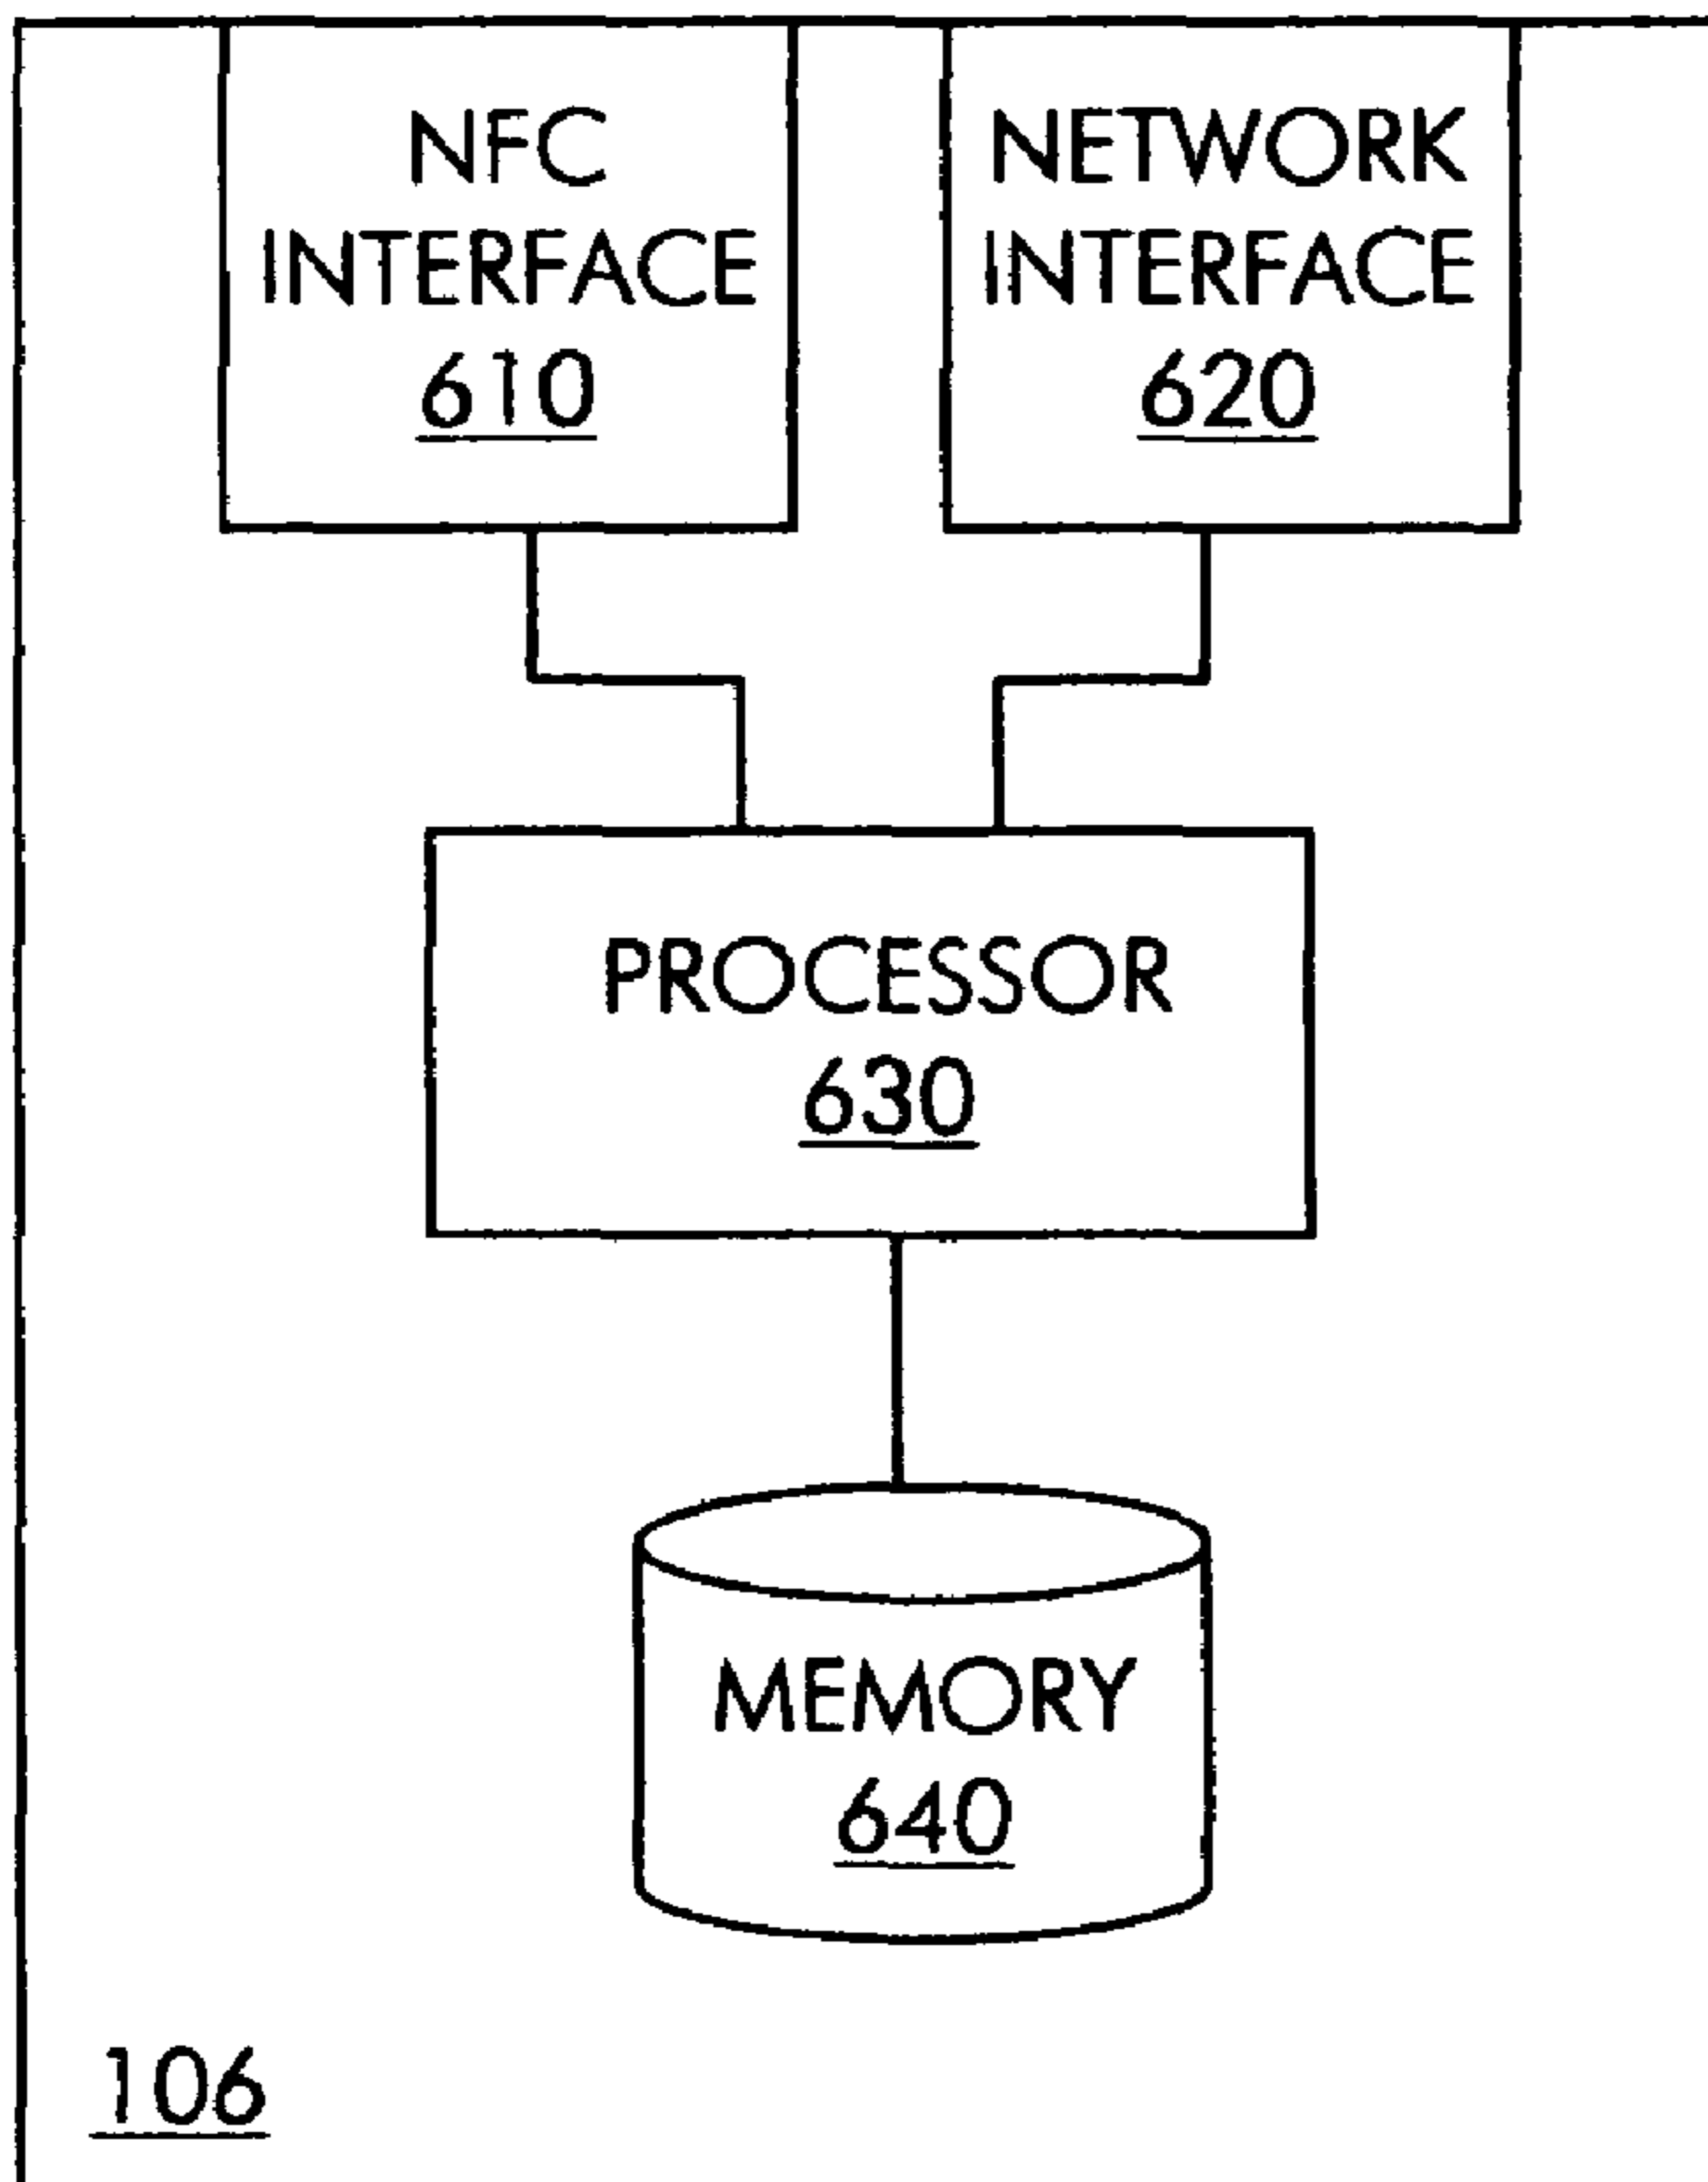 NFC
INTERFACE
610
NETWORK
INTERFACE
620
PROCESSOR
630
MEMORY
640
106